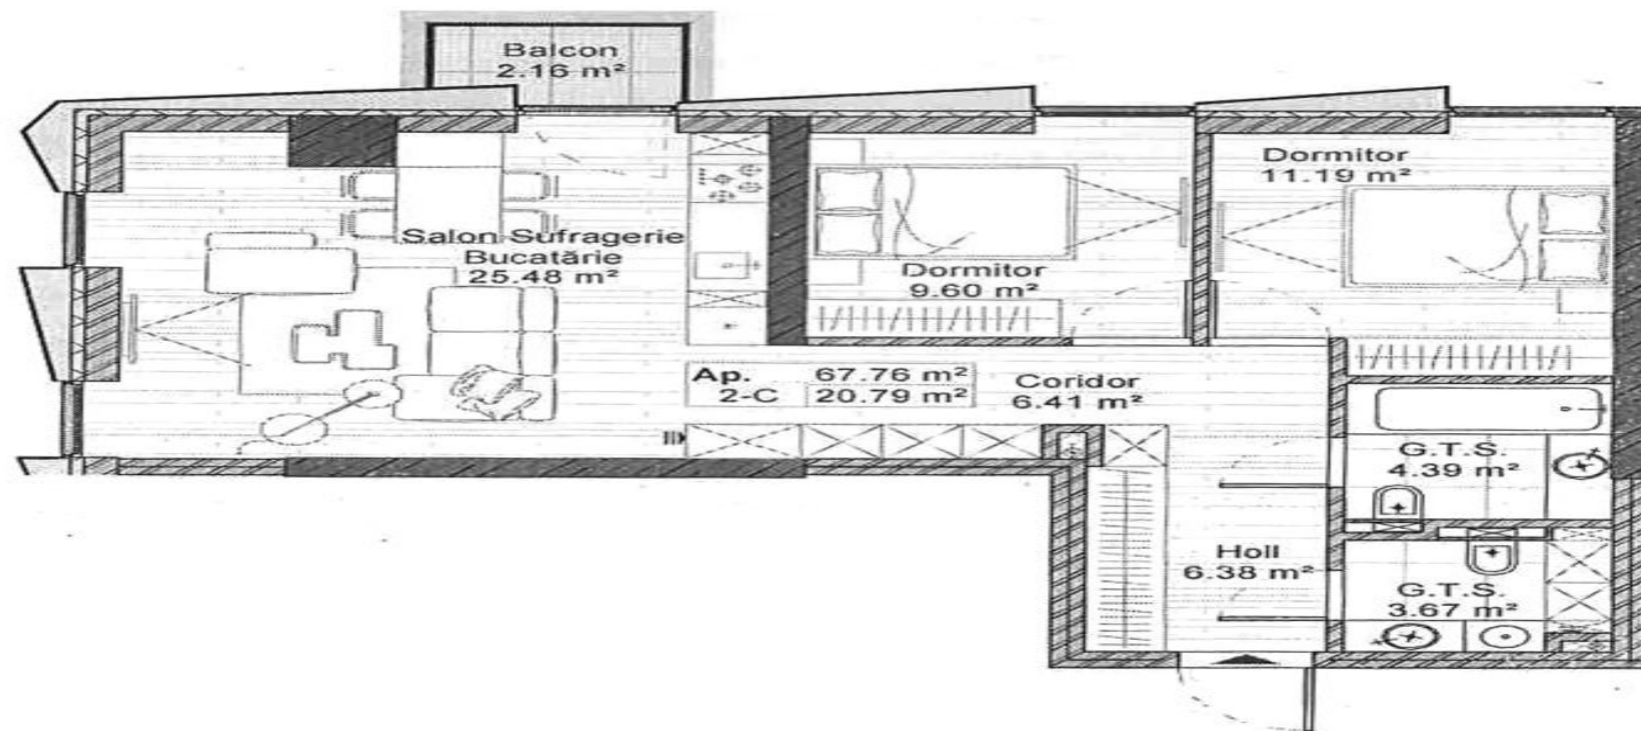 Balcon
2.16 m²
Dormitor
11.19 m²
Salon Sufragerie
Bucatărie
25.48 m²
Dormitor
9.60 m²
Ap. 67.76 m²
2-C 20.79 m²
Coridor
6.41 m²
G.T.S.
4.39 m²
Holl
6.38 m²
G.T.S.
3.67 m²